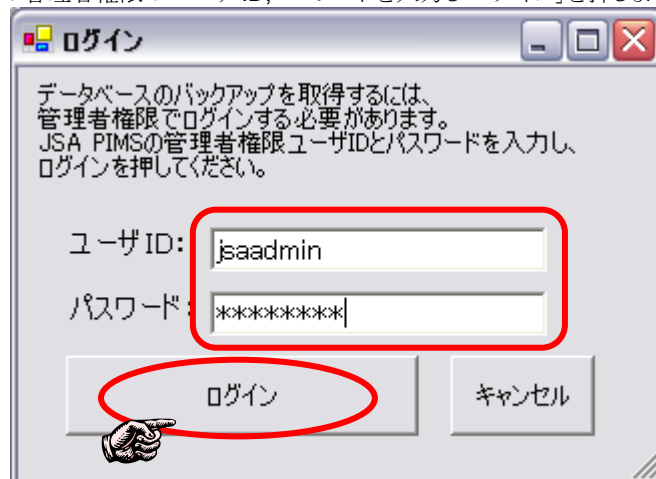 ログイン
データベースのバックアップを取得するには、
管理者権限でログインする必要があります。
JSA PIMSの管理者権限ユーザIDとパスワードを入力し、
ログインを押してください。
ユーザID: jsaadmin
パスワード: ********
ログイン キャンセル